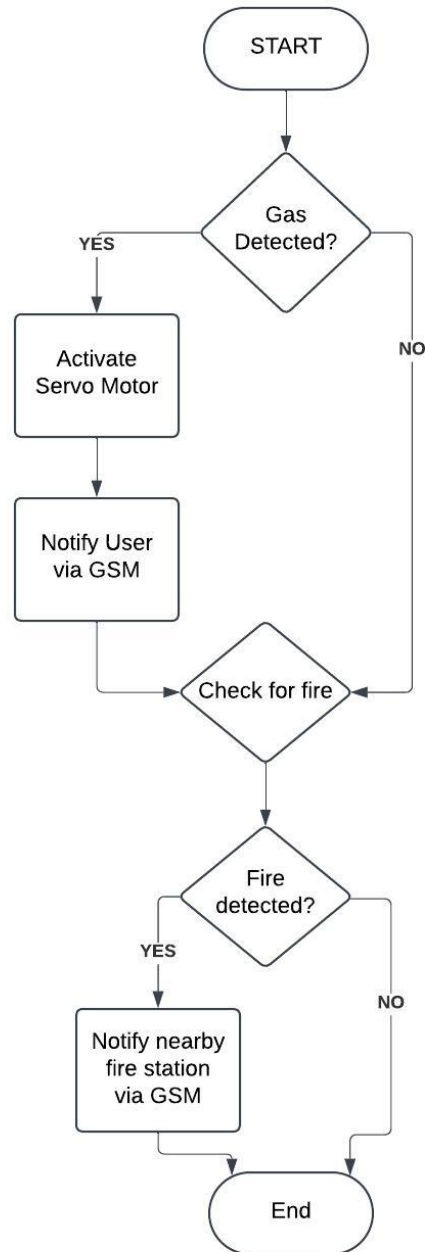 START
Gas
Detected?
YES
NO
Activate
Servo Motor
Notify User
via GSM
Check for fire
Fire
detected?
YES
NO
Notify nearby
fire station
via GSM
End